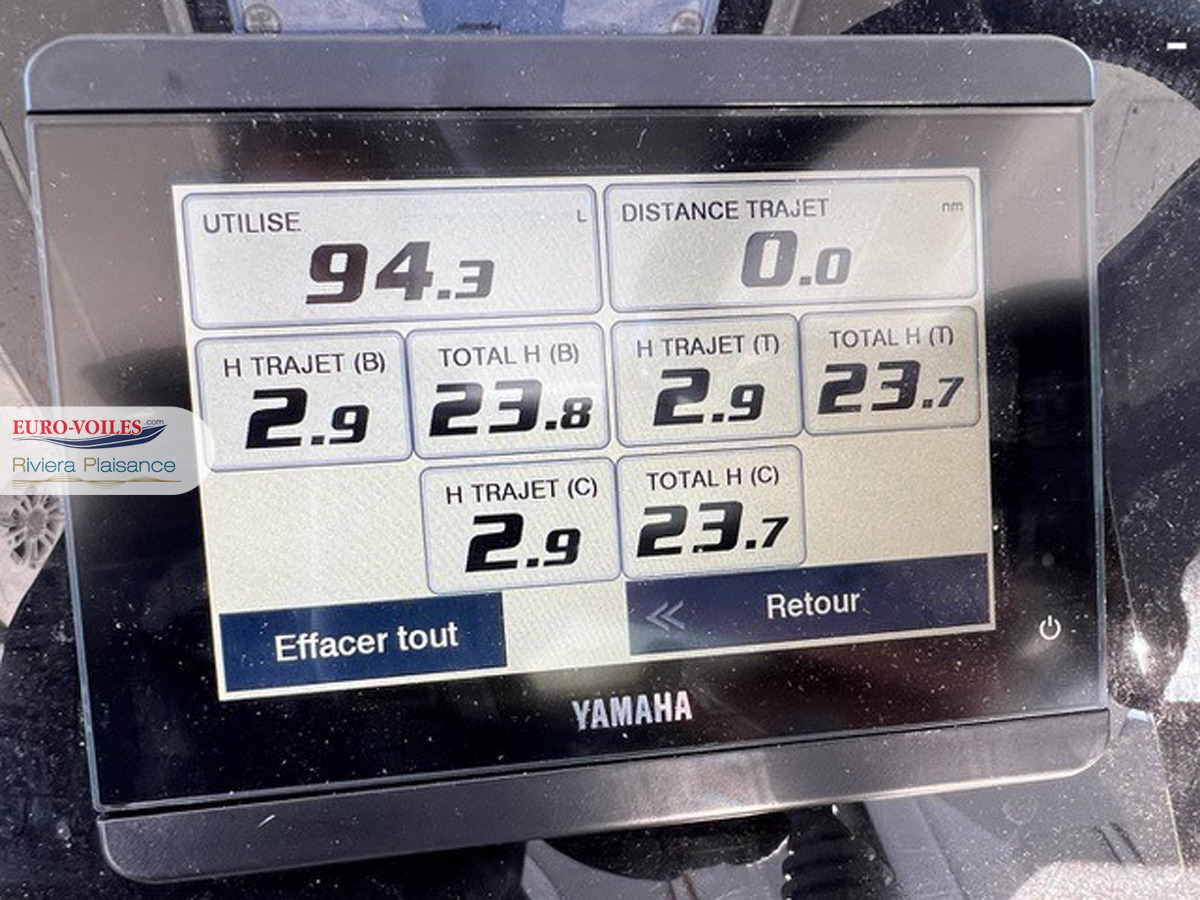 UTILISE L
94.3
DISTANCE TRAJET nm
0.0
H TRAJET (B)
2.9
TOTAL H (B)
23.8
H TRAJET (T)
2.9
TOTAL H (T)
23.7
H TRAJET (C)
2.9
TOTAL H (C)
23.7
Effacer tout
Retour
YAMAHA
EURO-VOILES.com
Riviera Plaisance